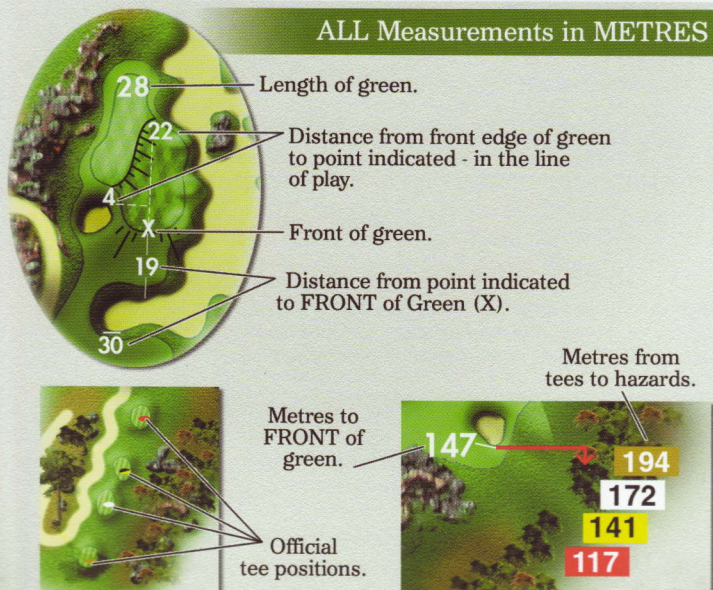 ALL Measurements in METRES
28
Length of green.
22
Distance from front edge of green
to point indicated - in the line
of play.
4
X
Front of green.
19
Distance from point indicated
to FRONT of Green (X).
30
Metres from
tees to hazards.
Metres to
FRONT of
green.
147
194
172
141
117
Official
tee positions.